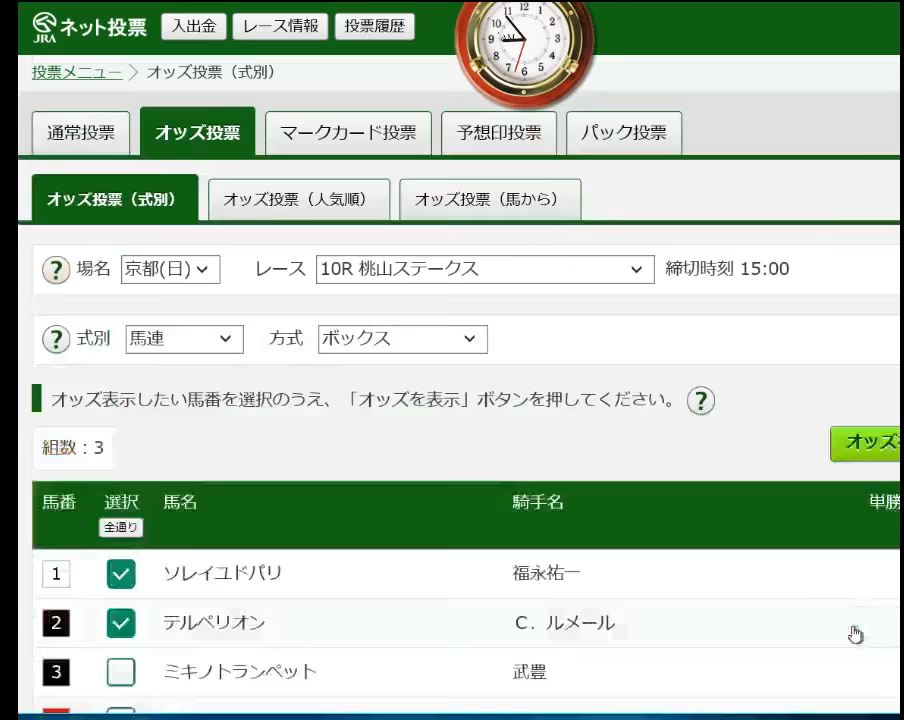 JRA ネット投票 入出金 レース情報 投票履歴
投票メニュー > オッズ投票（式別）
通常投票 オッズ投票 マークカード投票 予想印投票 パック投票
オッズ投票（式別） オッズ投票（人気順） オッズ投票（馬から）
? 場名 京都(日) レース 10R 桃山ステークス 締切時刻 15:00
? 式別 馬連 方式 ボックス
オッズ表示したい馬番を選択のうえ、「オッズを表示」ボタンを押してください。 ?
組数：3 オッズ
馬番 選択 馬名 騎手名 単勝
全通り
1 ソレイユドパリ 福永祐一
2 テルペリオン C．ルメール
3 ミキノトランペット 武豊